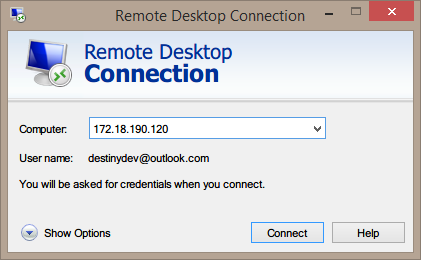 Remote Desktop Connection
Remote Desktop
Connection
Computer: 172.18.190.120
User name: destinydev@outlook.com
You will be asked for credentials when you connect.
Show Options Connect Help